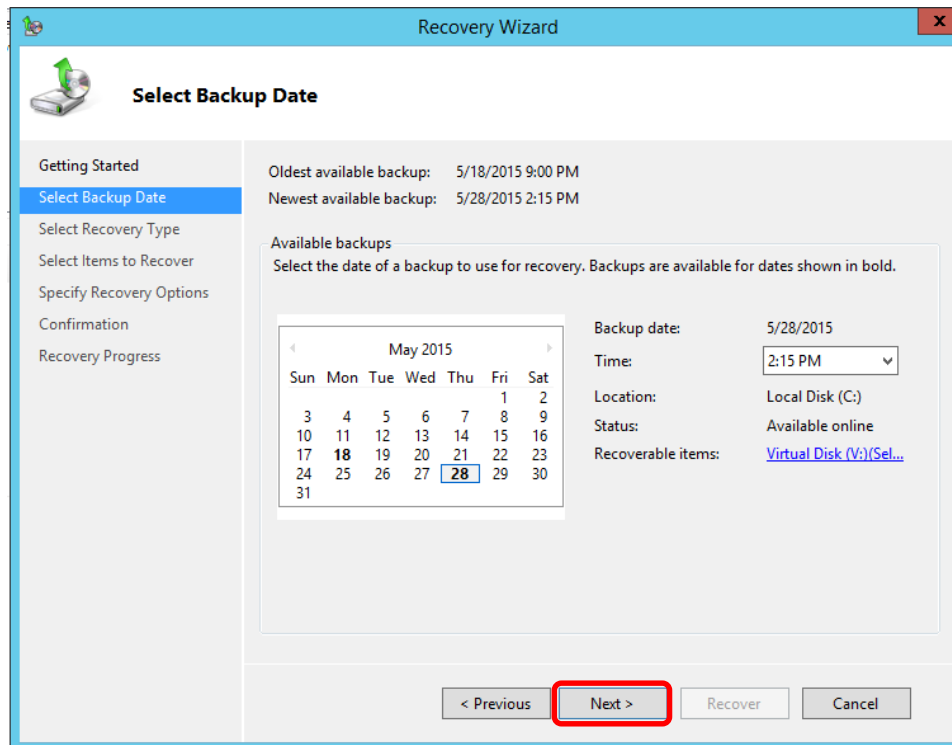 Recovery Wizard
x
Select Backup Date
Getting Started
Select Backup Date
Select Recovery Type
Select Items to Recover
Specify Recovery Options
Confirmation
Recovery Progress
Oldest available backup: 5/18/2015 9:00 PM
Newest available backup: 5/28/2015 2:15 PM
Available backups
Select the date of a backup to use for recovery. Backups are available for dates shown in bold.
May 2015
Sun Mon Tue Wed Thu Fri Sat
1 2
3 4 5 6 7 8 9
10 11 12 13 14 15 16
17 18 19 20 21 22 23
24 25 26 27 28 29 30
31
Backup date: 5/28/2015
Time: 2:15 PM
Location: Local Disk (C:)
Status: Available online
Recoverable items: Virtual Disk (V:)(Sel...
< Previous Next > Recover Cancel